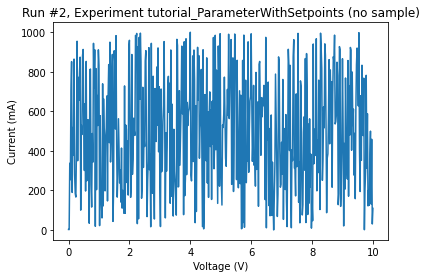 Run #2, Experiment tutorial_ParameterWithSetpoints (no sample)
1000
800
600
400
200
0
Current (mA)
0 2 4 6 8 10
Voltage (V)